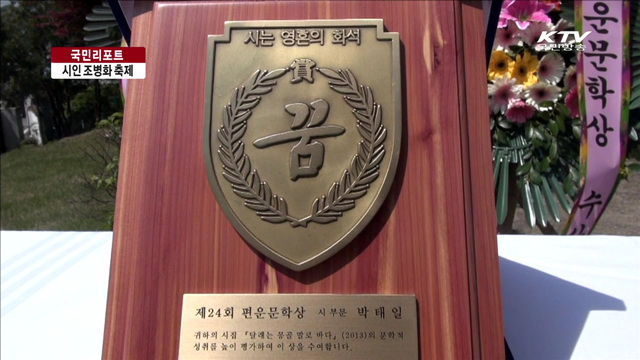 국민리포트
시인 조병화 축제
KTV
국민방송
시는 영혼의 화석
賞
꿈
제24회 편운문학상 시 부문 박태일
귀하의 시집 『달래는 몽골 말로 바다』(2013)의 문학적
성취를 높이 평가하여 이 상을 수여합니다.
운문학상
수상